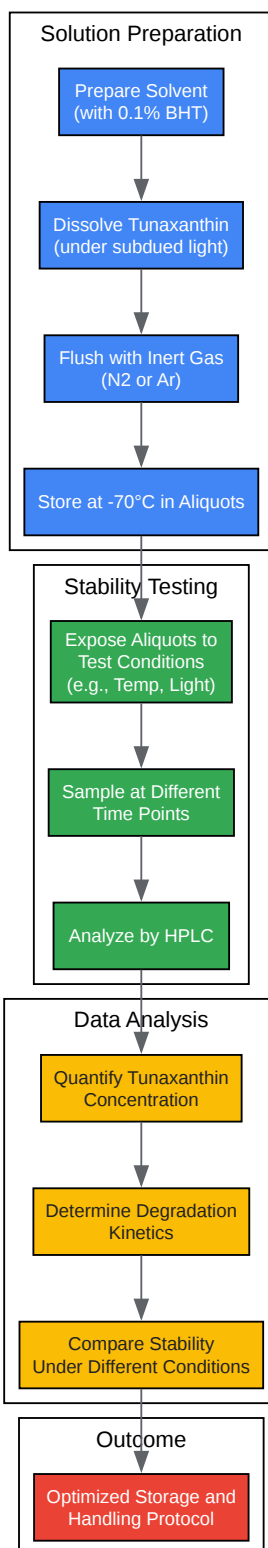 Solution Preparation
Prepare Solvent
(with 0.1% BHT)
Dissolve Tunaxanthin
(under subdued light)
Flush with Inert Gas
(N2 or Ar)
Store at -70°C in Aliquots
Stability Testing
Expose Aliquots to
Test Conditions
(e.g., Temp, Light)
Sample at Different
Time Points
Analyze by HPLC
Data Analysis
Quantify Tunaxanthin
Concentration
Determine Degradation
Kinetics
Compare Stability
Under Different Conditions
Outcome
Optimized Storage and
Handling Protocol